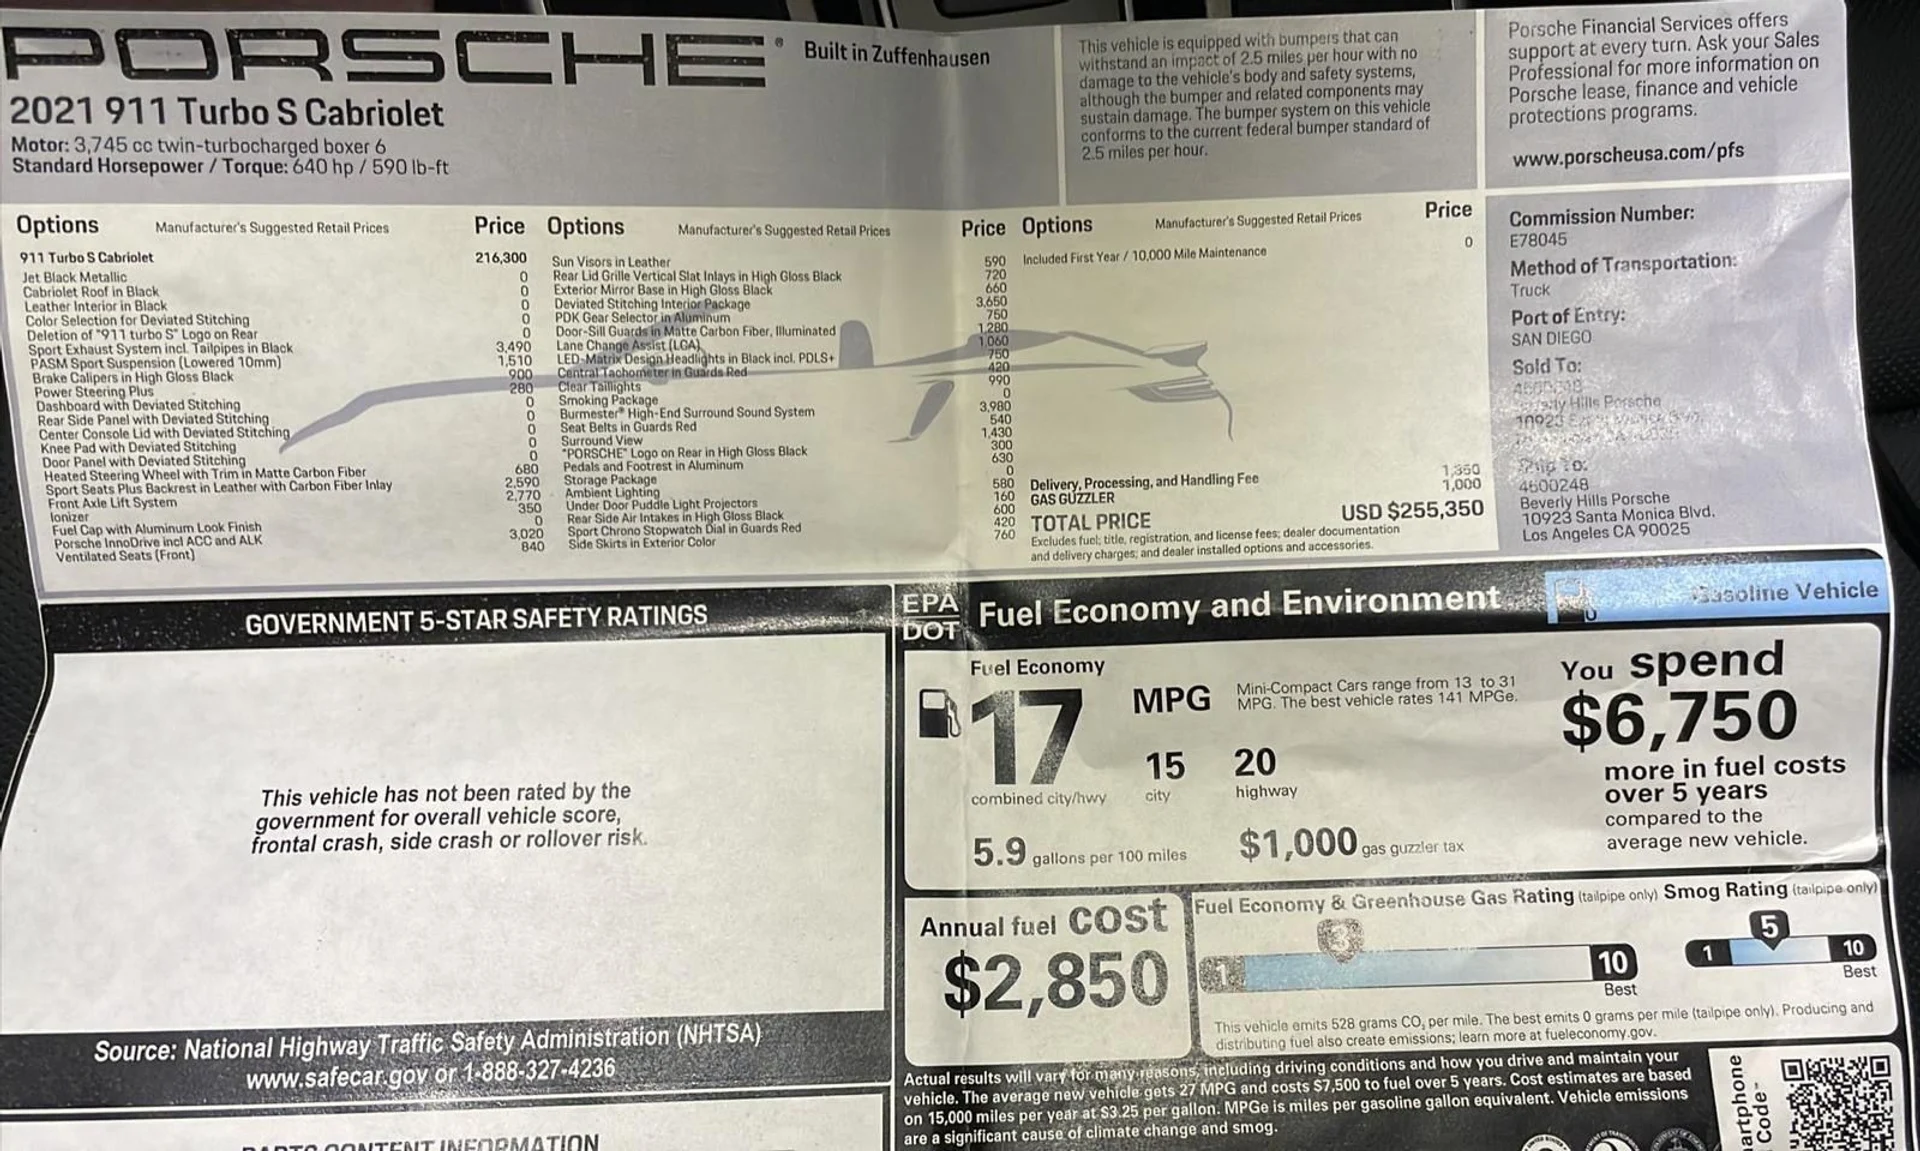 PORSCHE® Built in Zuffenhausen
2021 911 Turbo S Cabriolet
Motor: 3,745 cc twin-turbocharged boxer 6
Standard Horsepower / Torque: 640 hp / 590 lb-ft
This vehicle is equipped with bumpers that can
withstand an impact of 2.5 miles per hour with no
damage to the vehicle's body and safety systems,
although the bumper and related components may
sustain damage. The bumper system on this vehicle
conforms to the current federal bumper standard of
2.5 miles per hour.
Porsche Financial Services offers
support at every turn. Ask your Sales
Professional for more information on
Porsche lease, finance and vehicle
protections programs.
www.porscheusa.com/pfs
Options Manufacturer's Suggested Retail Prices Price
911 Turbo S Cabriolet 216,300
Jet Black Metallic 0
Cabriolet Roof in Black 0
Leather Interior in Black 0
Color Selection for Deviated Stitching 0
Deletion of "911 turbo S" Logo on Rear 0
Sport Exhaust System incl. Tailpipes in Black 3,490
PASM Sport Suspension (Lowered 10mm) 1,510
Brake Calipers in High Gloss Black 900
Power Steering Plus 280
Dashboard with Deviated Stitching 0
Rear Side Panel with Deviated Stitching 0
Center Console Lid with Deviated Stitching 0
Knee Pad with Deviated Stitching 0
Door Panel with Deviated Stitching 0
Heated Steering Wheel with Trim in Matte Carbon Fiber 680
Sport Seats Plus Backrest in Leather with Carbon Fiber Inlay 2,590
Front Axle Lift System 2,770
Ionizer 350
Fuel Cap with Aluminum Look Finish 0
Porsche InnoDrive incl ACC and ALK 3,020
Ventilated Seats (Front) 840
Options Manufacturer's Suggested Retail Prices Price
Sun Visors in Leather 590
Rear Lid Grille Vertical Slat Inlays in High Gloss Black 720
Exterior Mirror Base in High Gloss Black 660
Deviated Stitching Interior Package 3,650
PDK Gear Selector in Aluminum 750
Door-Sill Guards in Matte Carbon Fiber, Illuminated 1,280
Lane Change Assist (LCA) 1,060
LED-Matrix Design Headlights in Black incl. PDLS+ 750
Central Tachometer in Guards Red 420
Clear Taillights 990
Smoking Package 0
Burmester® High-End Surround Sound System 3,980
Seat Belts in Guards Red 540
Surround View 1,430
"PORSCHE" Logo on Rear in High Gloss Black 300
Pedals and Footrest in Aluminum 630
Storage Package 0
Ambient Lighting 580
Under Door Puddle Light Projectors 160
Rear Side Air Intakes in High Gloss Black 600
Sport Chrono Stopwatch Dial in Guards Red 420
Side Skirts in Exterior Color 760
Options Manufacturer's Suggested Retail Prices Price
Included First Year / 10,000 Mile Maintenance 0
Delivery, Processing, and Handling Fee 1,350
GAS GUZZLER 1,000
TOTAL PRICE USD $255,350
Excludes fuel; title, registration, and license fees; dealer documentation
and delivery charges; and dealer installed options and accessories.
Commission Number:
E78045
Method of Transportation:
Truck
Port of Entry:
SAN DIEGO
Sold To:
Hills Porsche
10923
4600248
Beverly Hills Porsche
10923 Santa Monica Blvd.
Los Angeles CA 90025
GOVERNMENT 5-STAR SAFETY RATINGS
This vehicle has not been rated by the
government for overall vehicle score,
frontal crash, side crash or rollover risk.
Source: National Highway Traffic Safety Administration (NHTSA)
www.safecar.gov or 1-888-327-4236
PARTS CONTENT INFORMATION
EPA
DOT
Fuel Economy and Environment
Gasoline Vehicle
Fuel Economy
17 MPG
combined city/hwy
15
city
20
highway
Mini-Compact Cars range from 13 to 31
MPG. The best vehicle rates 141 MPGe.
5.9 gallons per 100 miles
$1,000 gas guzzler tax
You spend
$6,750
more in fuel costs
over 5 years
compared to the
average new vehicle.
Annual fuel cost
$2,850
Fuel Economy & Greenhouse Gas Rating (tailpipe only)
3
1
10
Best
Smog Rating (tailpipe only)
5
1
10
Best
This vehicle emits 528 grams CO₂ per mile. The best emits 0 grams per mile (tailpipe only). Producing and
distributing fuel also create emissions; learn more at fueleconomy.gov.
Actual results will vary for many reasons, including driving conditions and how you drive and maintain your
vehicle. The average new vehicle gets 27 MPG and costs $7,500 to fuel over 5 years. Cost estimates are based
on 15,000 miles per year at $3.25 per gallon. MPGe is miles per gasoline gallon equivalent. Vehicle emissions
are a significant cause of climate change and smog.
artphone
Code